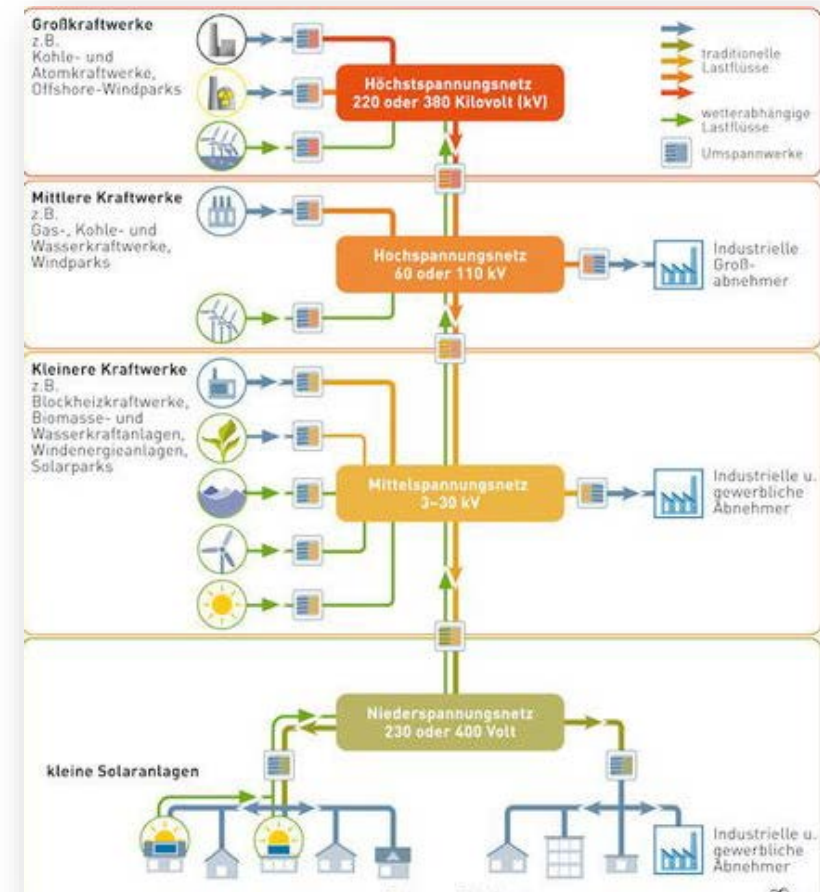 Großkraftwerke
z.B.
Kohle- und
Atomkraftwerke,
Offshore-Windparks
Höchstspannungsnetz
220 oder 380 Kilovolt (kV)
traditionelle
Lastflüsse
wetterabhängige
Lastflüsse
Umspannwerke
Mittlere Kraftwerke
z.B.
Gas-, Kohle- und
Wasserkraftwerke,
Windparks
Hochspannungsnetz
60 oder 110 kV
Industrielle
Groß-
abnehmer
Kleinere Kraftwerke
z.B.
Blockheizkraftwerke,
Biomasse- und
Wasserkraftanlagen,
Windenergieanlagen,
Solarparks
Mittelspannungsnetz
3–30 kV
Industrielle u.
gewerbliche
Abnehmer
Niederspannungsnetz
230 oder 400 Volt
kleine Solaranlagen
Industrielle u.
gewerbliche
Abnehmer